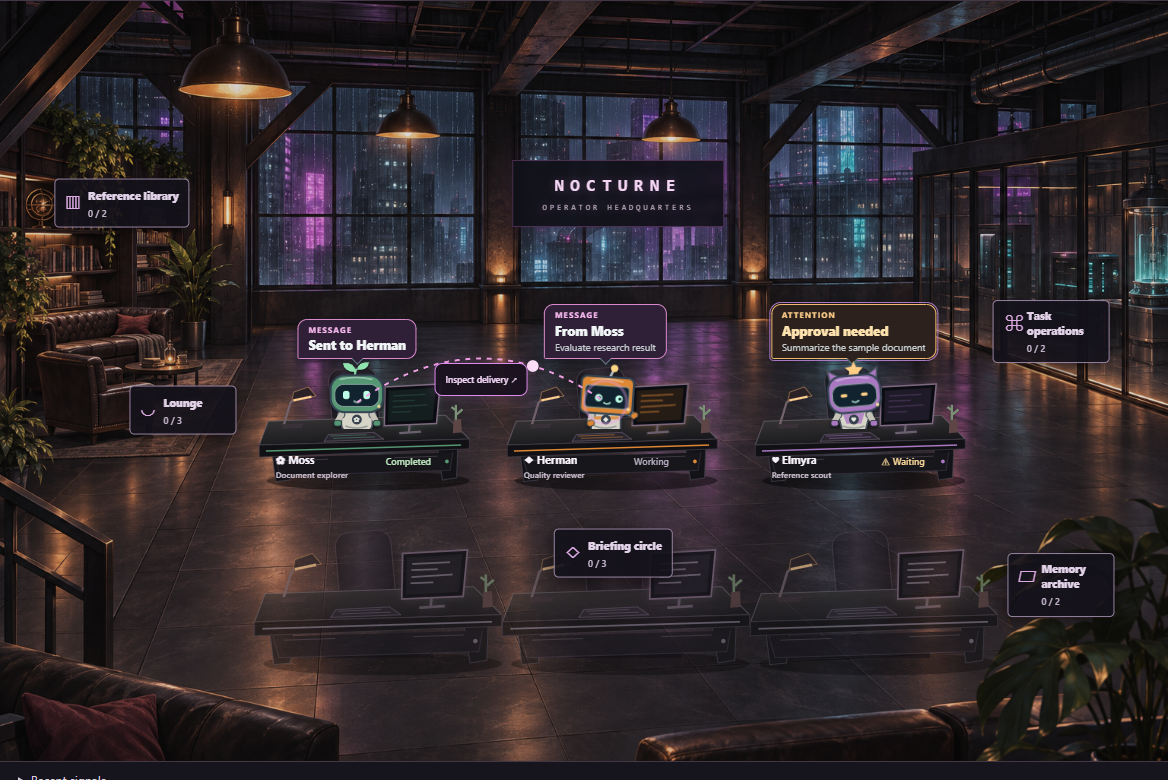 NOCTURNE
OPERATOR HEADQUARTERS
Reference library
0 / 2
MESSAGE
Sent to Herman
MESSAGE
From Moss
Evaluate research result
ATTENTION
Approval needed
Summarize the sample document
Task
operations
0 / 2
Inspect delivery ↗
Lounge
0 / 3
Moss
Completed
Document explorer
Herman
Working
Quality reviewer
Elmyra
Waiting
Reference scout
Briefing circle
0 / 3
Memory
archive
0 / 2
Recent signals